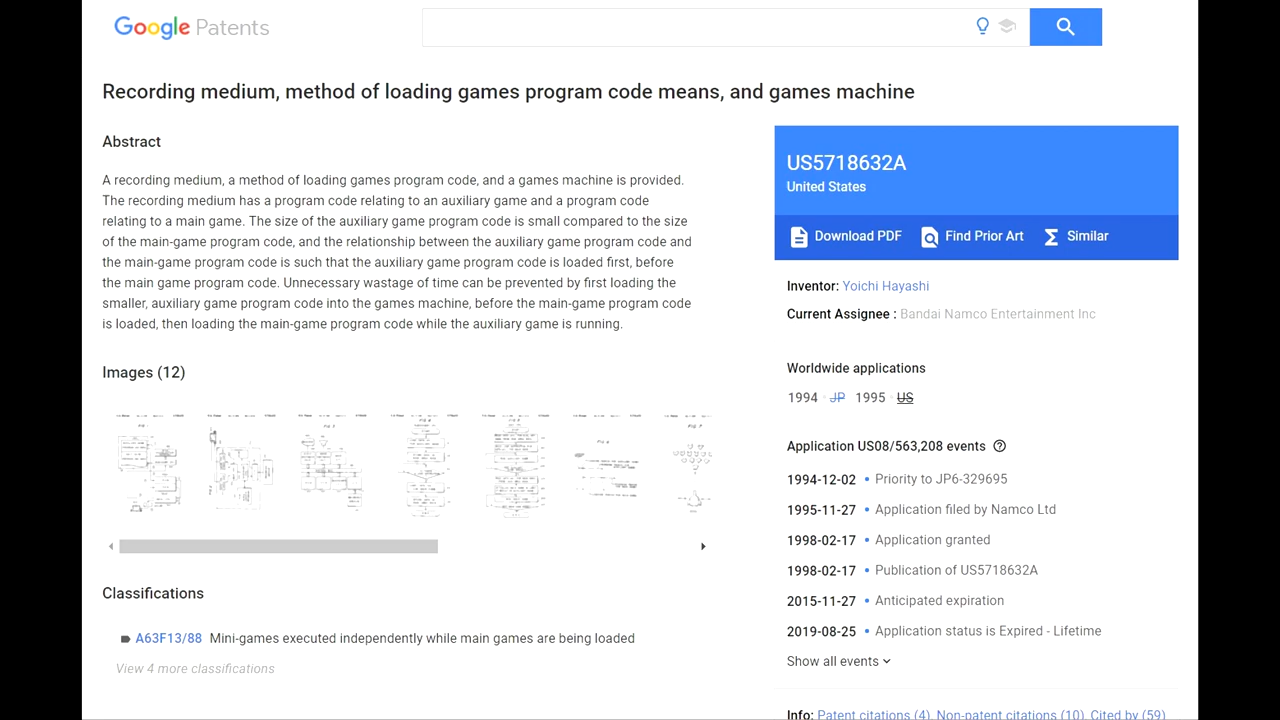 Google Patents
Recording medium, method of loading games program code means, and games machine
Abstract
A recording medium, a method of loading games program code, and a games machine is provided.
The recording medium has a program code relating to an auxiliary game and a program code
relating to a main game. The size of the auxiliary game program code is small compared to the size
of the main-game program code, and the relationship between the auxiliary game program code and
the main-game program code is such that the auxiliary game program code is loaded first, before
the main game program code. Unnecessary wastage of time can be prevented by first loading the
smaller, auxiliary game program code into the games machine, before the main-game program code
is loaded, then loading the main-game program code while the auxiliary game is running.
Images (12)
Classifications
A63F13/88 Mini-games executed independently while main games are being loaded
View 4 more classifications
US5718632A
United States
Download PDF Find Prior Art Similar
Inventor: Yoichi Hayashi
Current Assignee : Bandai Namco Entertainment Inc
Worldwide applications
1994 JP 1995 US
Application US08/563,208 events
1994-12-02 • Priority to JP6-329695
1995-11-27 • Application filed by Namco Ltd
1998-02-17 • Application granted
1998-02-17 • Publication of US5718632A
2015-11-27 • Anticipated expiration
2019-08-25 • Application status is Expired - Lifetime
Show all events
Info: Patent citations (4), Non-patent citations (10), Cited by (59)